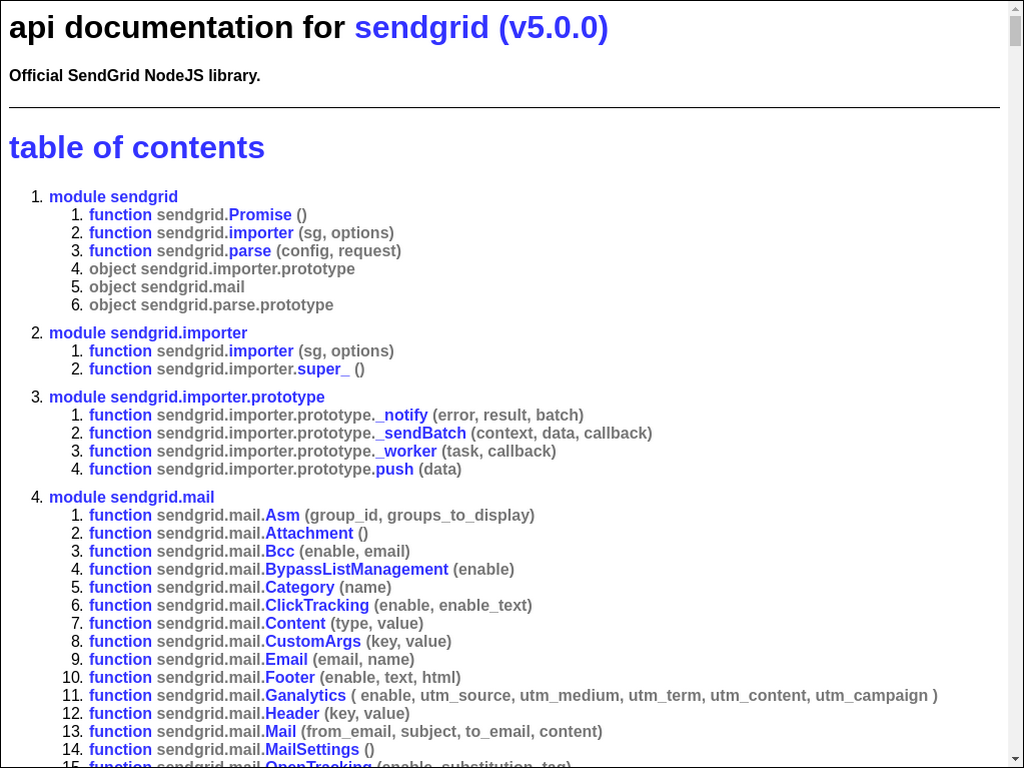 api documentation for sendgrid (v5.0.0)
Official SendGrid NodeJS library.
table of contents
1. module sendgrid
1. function sendgrid.Promise ()
2. function sendgrid.importer (sg, options)
3. function sendgrid.parse (config, request)
4. object sendgrid.importer.prototype
5. object sendgrid.mail
6. object sendgrid.parse.prototype
2. module sendgrid.importer
1. function sendgrid.importer (sg, options)
2. function sendgrid.importer.super_ ()
3. module sendgrid.importer.prototype
1. function sendgrid.importer.prototype._notify (error, result, batch)
2. function sendgrid.importer.prototype._sendBatch (context, data, callback)
3. function sendgrid.importer.prototype._worker (task, callback)
4. function sendgrid.importer.prototype.push (data)
4. module sendgrid.mail
1. function sendgrid.mail.Asm (group_id, groups_to_display)
2. function sendgrid.mail.Attachment ()
3. function sendgrid.mail.Bcc (enable, email)
4. function sendgrid.mail.BypassListManagement (enable)
5. function sendgrid.mail.Category (name)
6. function sendgrid.mail.ClickTracking (enable, enable_text)
7. function sendgrid.mail.Content (type, value)
8. function sendgrid.mail.CustomArgs (key, value)
9. function sendgrid.mail.Email (email, name)
10. function sendgrid.mail.Footer (enable, text, html)
11. function sendgrid.mail.Ganalytics ( enable, utm_source, utm_medium, utm_term, utm_content, utm_campaign )
12. function sendgrid.mail.Header (key, value)
13. function sendgrid.mail.Mail (from_email, subject, to_email, content)
14. function sendgrid.mail.MailSettings ()
15. function sendgrid.mail.OpenTracking (enable, substitution_tag)